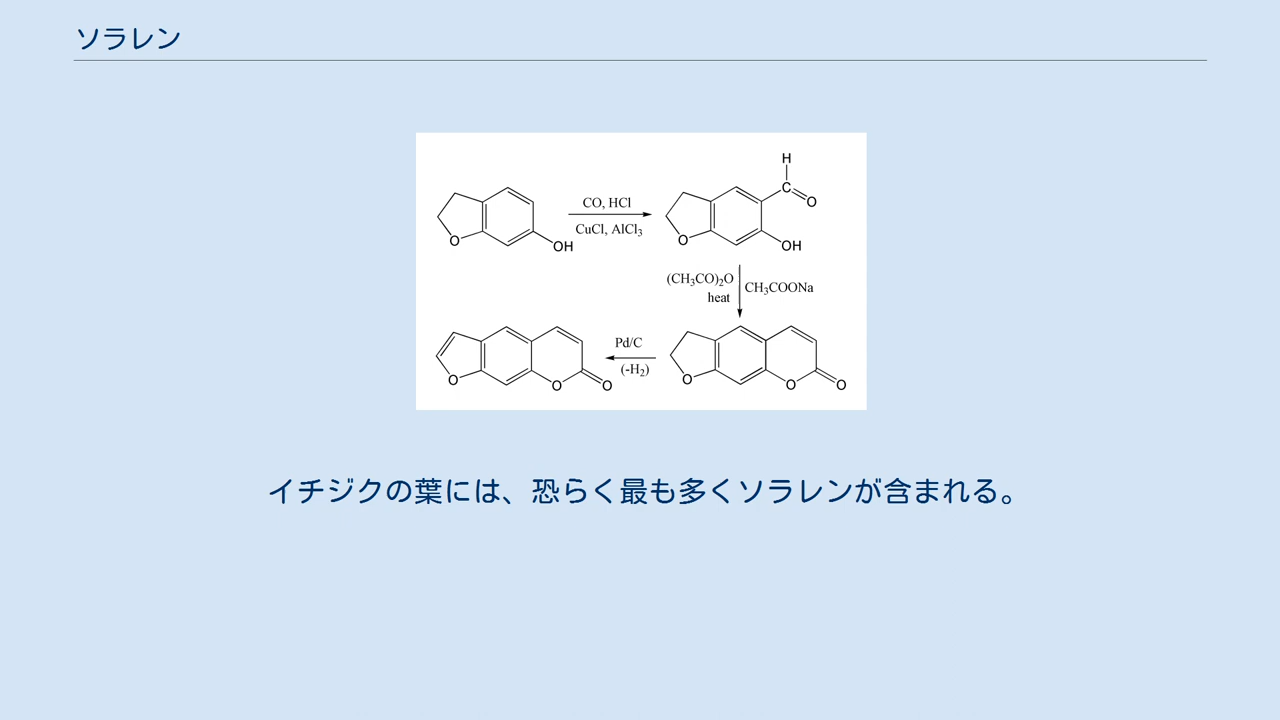 ソラレン
H
C
O
CO, HCl
CuCl, AlCl3
O
OH
O
OH
(CH3CO)2O
heat
CH3COONa
Pd/C
(-H2)
O
O
O
O
O
O
イチジクの葉には、恐らく最も多くソラレンが含まれる。